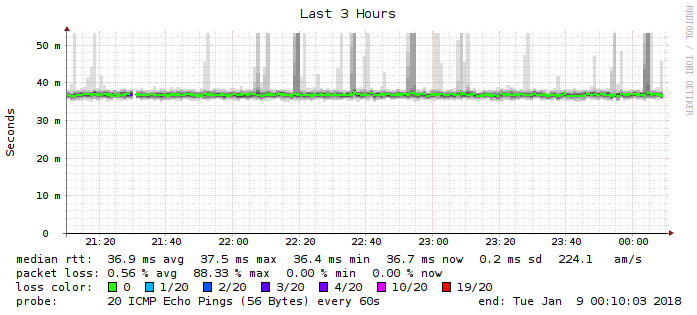 Last 3 Hours
RRDTOOL / TOBI OETIKER
Seconds
50 m
40 m
30 m
20 m
10 m
0
21:20 21:40 22:00 22:20 22:40 23:00 23:20 23:40 00:00
median rtt: 36.9 ms avg 37.5 ms max 36.4 ms min 36.7 ms now 0.2 ms sd 224.1 am/s
packet loss: 0.56 % avg 88.33 % max 0.00 % min 0.00 % now
loss color: 0 1/20 2/20 3/20 4/20 10/20 19/20
probe: 20 ICMP Echo Pings (56 Bytes) every 60s end: Tue Jan 9 00:10:03 2018